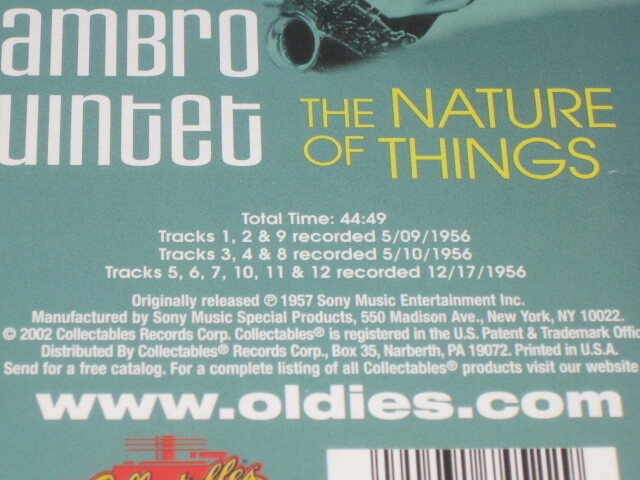 ambro
uintet
THE NATURE
OF THINGS
Total Time: 44:49
Tracks 1, 2 & 9 recorded 5/09/1956
Tracks 3, 4 & 8 recorded 5/10/1956
Tracks 5, 6, 7, 10, 11 & 12 recorded 12/17/1956
Originally released ℗ 1957 Sony Music Entertainment Inc.
Manufactured by Sony Music Special Products, 550 Madison Ave., New York, NY 10022.
© 2002 Collectables Records Corp. Collectables® is registered in the U.S. Patent & Trademark Offic
Distributed By Collectables® Records Corp., Box 35, Narberth, PA 19072. Printed in U.S.A.
Send for a free catalog. For a complete listing of all Collectables® products visit our website
www.oldies.com